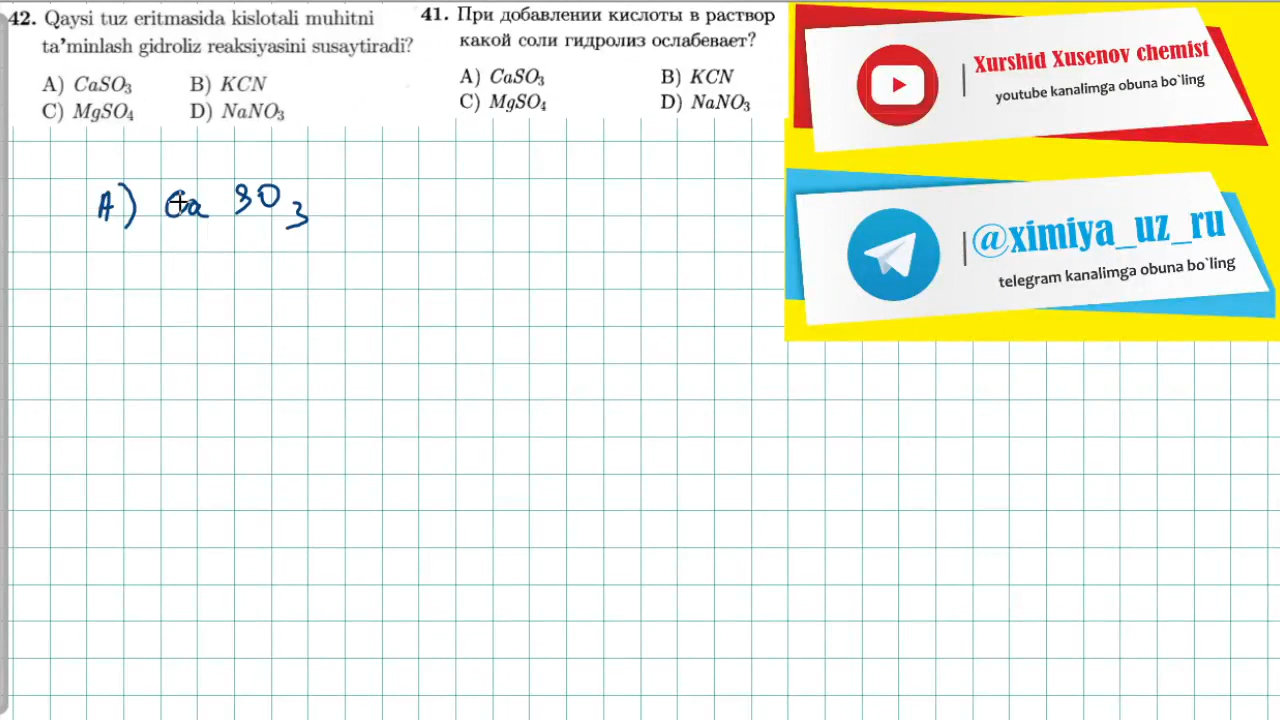 42. Qaysi tuz eritmasida kislotali muhitni
ta’minlash gidroliz reaksiyasini susaytiradi?
A) CaSO₃ B) KCN
C) MgSO₄ D) NaNO₃
41. При добавлении кислоты в раствор
какой соли гидролиз ослабевает?
A) CaSO₃ B) KCN
C) MgSO₄ D) NaNO₃
Xurshid Xusenov chemist
youtube kanalimga obuna bo`ling
@ximiya_uz_ru
telegram kanalimga obuna bo`ling
A) Ca SO₃